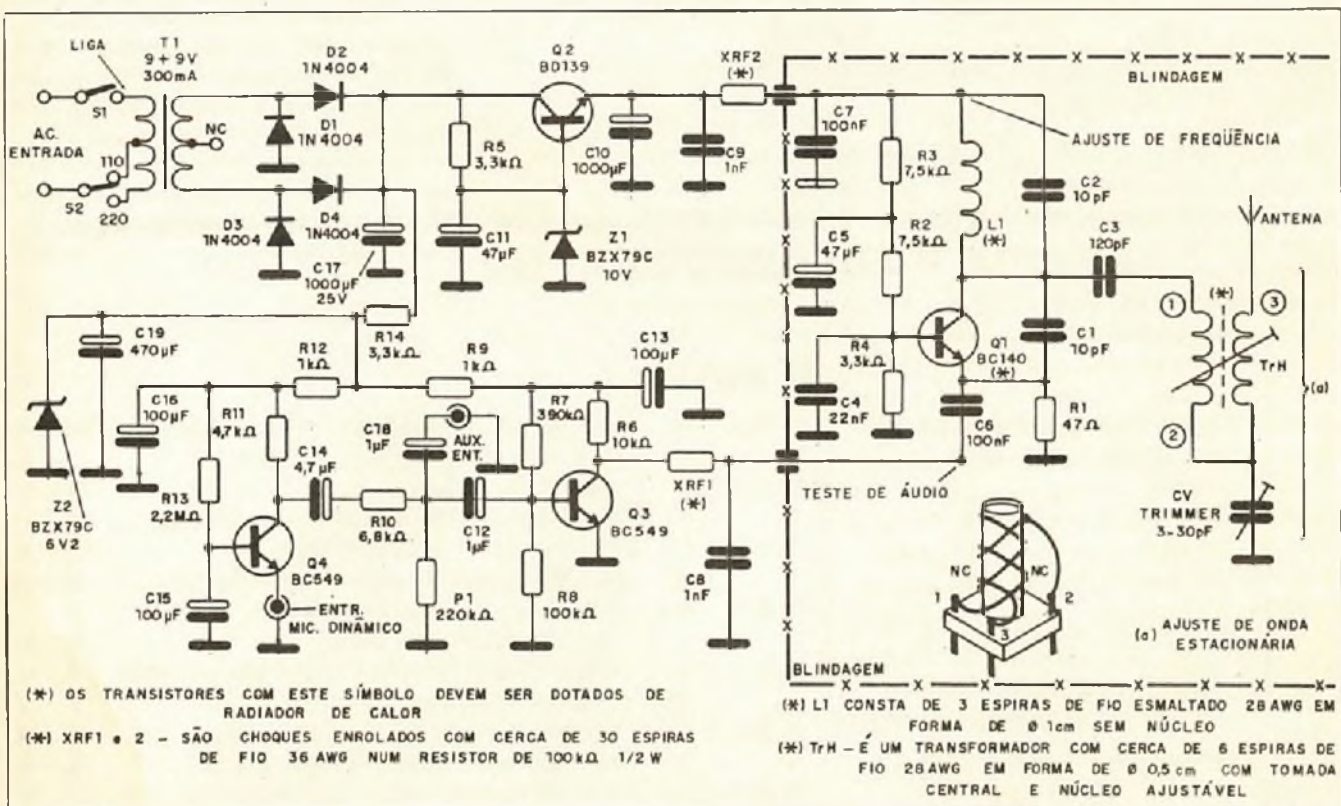 LIGA
T1
9+9V
300mA
D2
1N4004
Q2
BD139
XRF2
(*)
BLINDAGEM
S1
AC.
ENTRADA
110
S2
220
NC
D1
1N4004
R5
3,3kΩ
C10
1000µF
C9
1nF
C7
100nF
R3
7,5kΩ
AJUSTE DE FREQÜÊNCIA
C2
10pF
ANTENA
D3
1N4004
D4
1N4004
C17
1000µF
25V
C11
47µF
Z1
BZX79C
10V
C5
47µF
R2
7,5kΩ
L1
(*)
C3
120pF
1
(*)
3
TrH
(a)
2
C19
470µF
R14
3,3kΩ
R12
1kΩ
R9
1kΩ
C13
100µF
R4
3,3kΩ
Q1
BC140
(*)
C1
10pF
C16
100µF
R11
4,7kΩ
C18
1µF
AUX.
ENT.
R7
390kΩ
R6
10kΩ
C4
22nF
C6
100nF
R1
47Ω
Z2
BZX79C
6V2
R13
2,2MΩ
C14
4,7µF
R10
6,8kΩ
C12
1µF
Q3
BC549
XRF1
(*)
TESTE DE ÁUDIO
CV
TRIMMER
3-30pF
Q4
BC549
C15
100µF
ENTR.
MIC. DINÂMICO
P1
220kΩ
R8
100kΩ
C8
1nF
NC
NC
1
2
3
(a) AJUSTE DE ONDA
ESTACIONÁRIA
BLINDAGEM
(*) OS TRANSISTORES COM ESTE SÍMBOLO DEVEM SER DOTADOS DE
RADIADOR DE CALOR
(*) XRF1 e 2 - SÃO CHOQUES ENROLADOS COM CERCA DE 30 ESPIRAS
DE FIO 36 AWG NUM RESISTOR DE 100kΩ 1/2 W
(*) L1 CONSTA DE 3 ESPIRAS DE FIO ESMALTADO 28 AWG EM
FORMA DE Ø 1cm SEM NÚCLEO
(*) TrH - É UM TRANSFORMADOR COM CERCA DE 6 ESPIRAS DE
FIO 28AWG EM FORMA DE Ø 0,5 cm COM TOMADA
CENTRAL E NÚCLEO AJUSTÁVEL